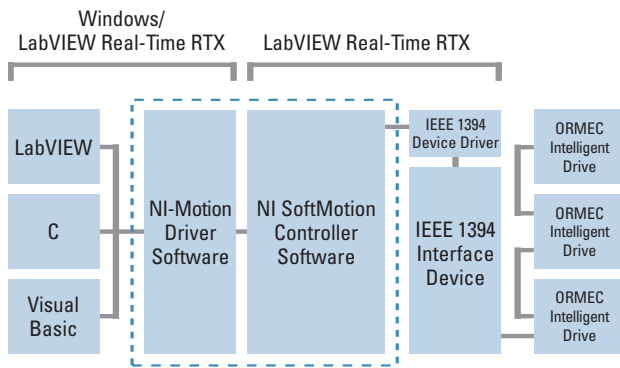 Windows/
LabVIEW Real-Time RTX
LabVIEW Real-Time RTX
LabVIEW
C
Visual
Basic
NI-Motion
Driver
Software
NI SoftMotion
Controller
Software
IEEE 1394
Device Driver
IEEE 1394
Interface
Device
ORMEC
Intelligent
Drive
ORMEC
Intelligent
Drive
ORMEC
Intelligent
Drive